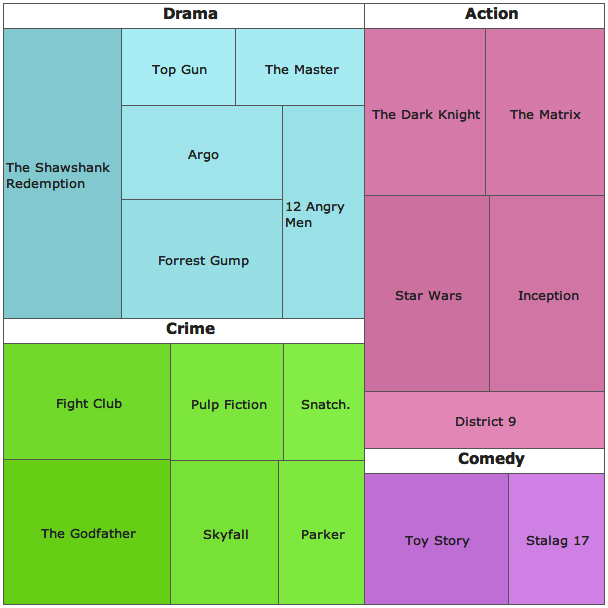 Drama
Top Gun
The Master
The Shawshank
Redemption
Argo
12 Angry
Men
Forrest Gump
Action
The Dark Knight
The Matrix
Star Wars
Inception
District 9
Crime
Fight Club
Pulp Fiction
Snatch.
The Godfather
Skyfall
Parker
Comedy
Toy Story
Stalag 17